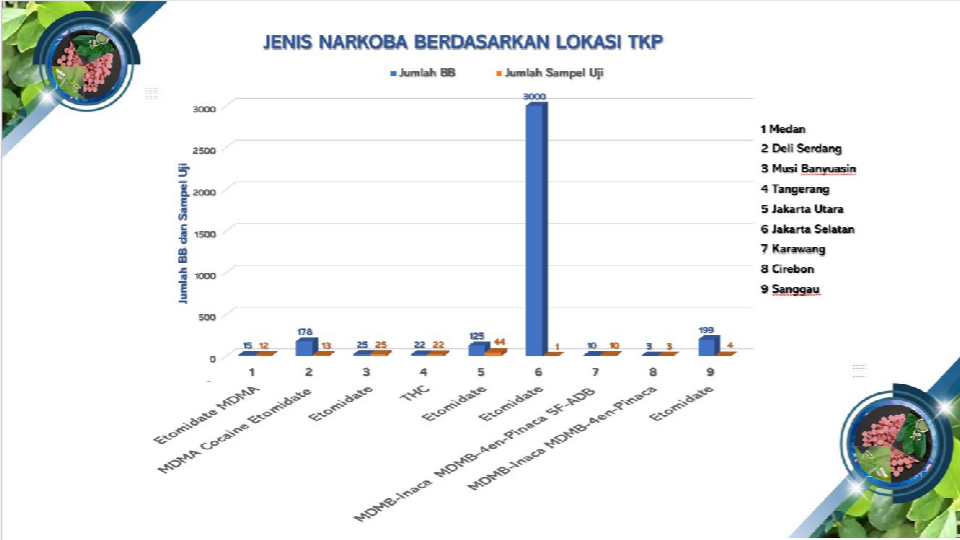 JENIS NARKOBA BERDASARKAN LOKASI TKP
Jumlah BB Jumlah Sampel Uji
Jumlah BB dan Sampel Uji
3000
2500
2000
1500
1000
500
0
15 12
178 13
25 25
22 22
125 44
3000 1
10 10
3 3
199 4
1 2 3 4 5 6 7 8 9
Etomidate MDMA
MDMA Cocaine Etomidate
Etomidate
THC
Etomidate
Etomidate
MDMB-Inaca MDMB-4en-Pinaca 5F-ADB
MDMB-Inaca MDMB-4en-Pinaca
Etomidate
1 Medan
2 Deli Serdang
3 Musi Banyuasin
4 Tangerang
5 Jakarta Utara
6 Jakarta Selatan
7 Karawang
8 Cirebon
9 Sanggau